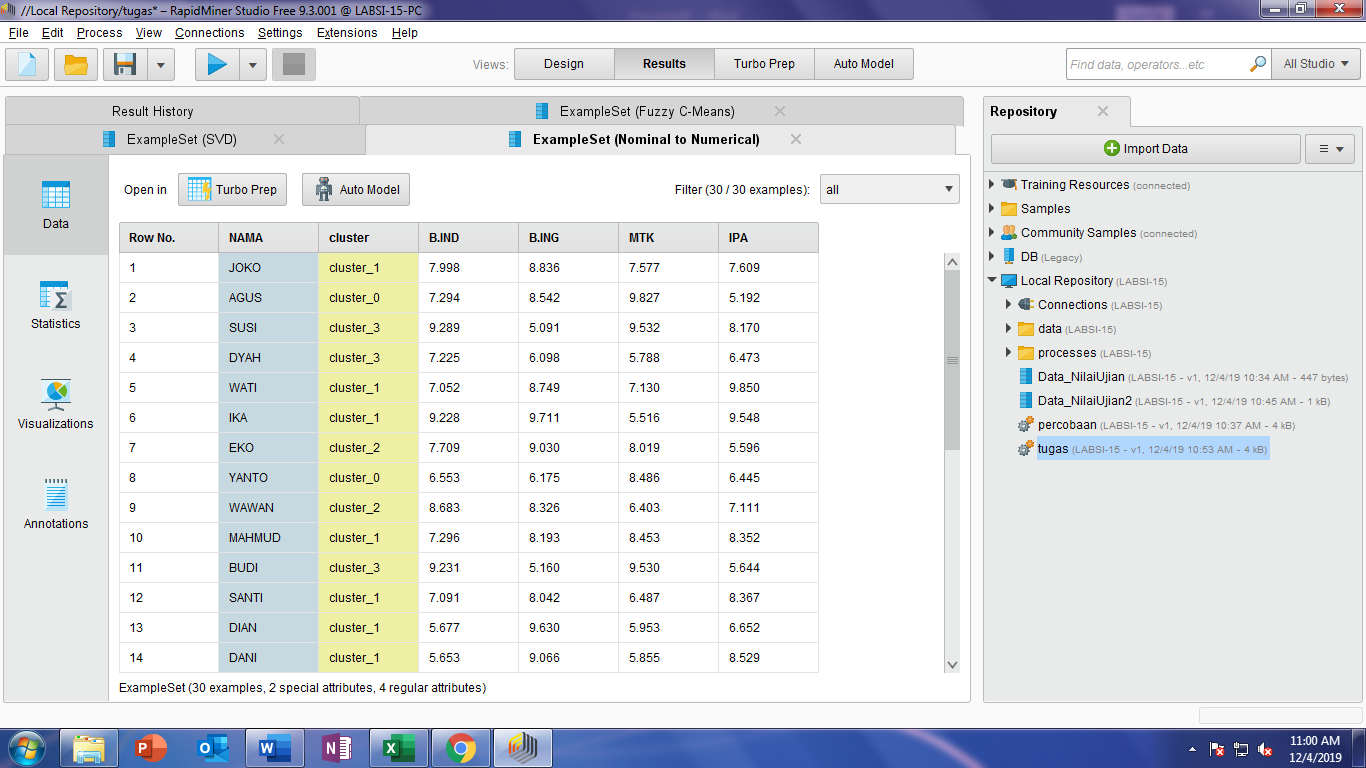 //Local Repository/tugas* – RapidMiner Studio Free 9.3.001 @ LABSI-15-PC
File Edit Process View Connections Settings Extensions Help
Views: Design Results Turbo Prep Auto Model Find data, operators...etc All Studio
Result History ExampleSet (Fuzzy C-Means)
ExampleSet (SVD) ExampleSet (Nominal to Numerical)
Data
Statistics
Visualizations
Annotations
Open in Turbo Prep Auto Model Filter (30 / 30 examples): all
Row No. NAMA cluster B.IND B.ING MTK IPA
1 JOKO cluster_1 7.998 8.836 7.577 7.609
2 AGUS cluster_0 7.294 8.542 9.827 5.192
3 SUSI cluster_3 9.289 5.091 9.532 8.170
4 DYAH cluster_3 7.225 6.098 5.788 6.473
5 WATI cluster_1 7.052 8.749 7.130 9.850
6 IKA cluster_1 9.228 9.711 5.516 9.548
7 EKO cluster_2 7.709 9.030 8.019 5.596
8 YANTO cluster_0 6.553 6.175 8.486 6.445
9 WAWAN cluster_2 8.683 8.326 6.403 7.111
10 MAHMUD cluster_1 7.296 8.193 8.453 8.352
11 BUDI cluster_3 9.231 5.160 9.530 5.644
12 SANTI cluster_1 7.091 8.042 6.487 8.367
13 DIAN cluster_1 5.677 9.630 5.953 6.652
14 DANI cluster_1 5.653 9.066 5.855 8.529
ExampleSet (30 examples, 2 special attributes, 4 regular attributes)
Repository
Import Data
Training Resources (connected)
Samples
Community Samples (connected)
DB (Legacy)
Local Repository (LABSI-15)
Connections (LABSI-15)
data (LABSI-15)
processes (LABSI-15)
Data_NilaiUjian (LABSI-15 – v1, 12/4/19 10:34 AM – 447 bytes)
Data_NilaiUjian2 (LABSI-15 – v1, 12/4/19 10:45 AM – 1 kB)
percobaan (LABSI-15 – v1, 12/4/19 10:37 AM – 4 kB)
tugas (LABSI-15 – v1, 12/4/19 10:53 AM – 4 kB)
11:00 AM
12/4/2019